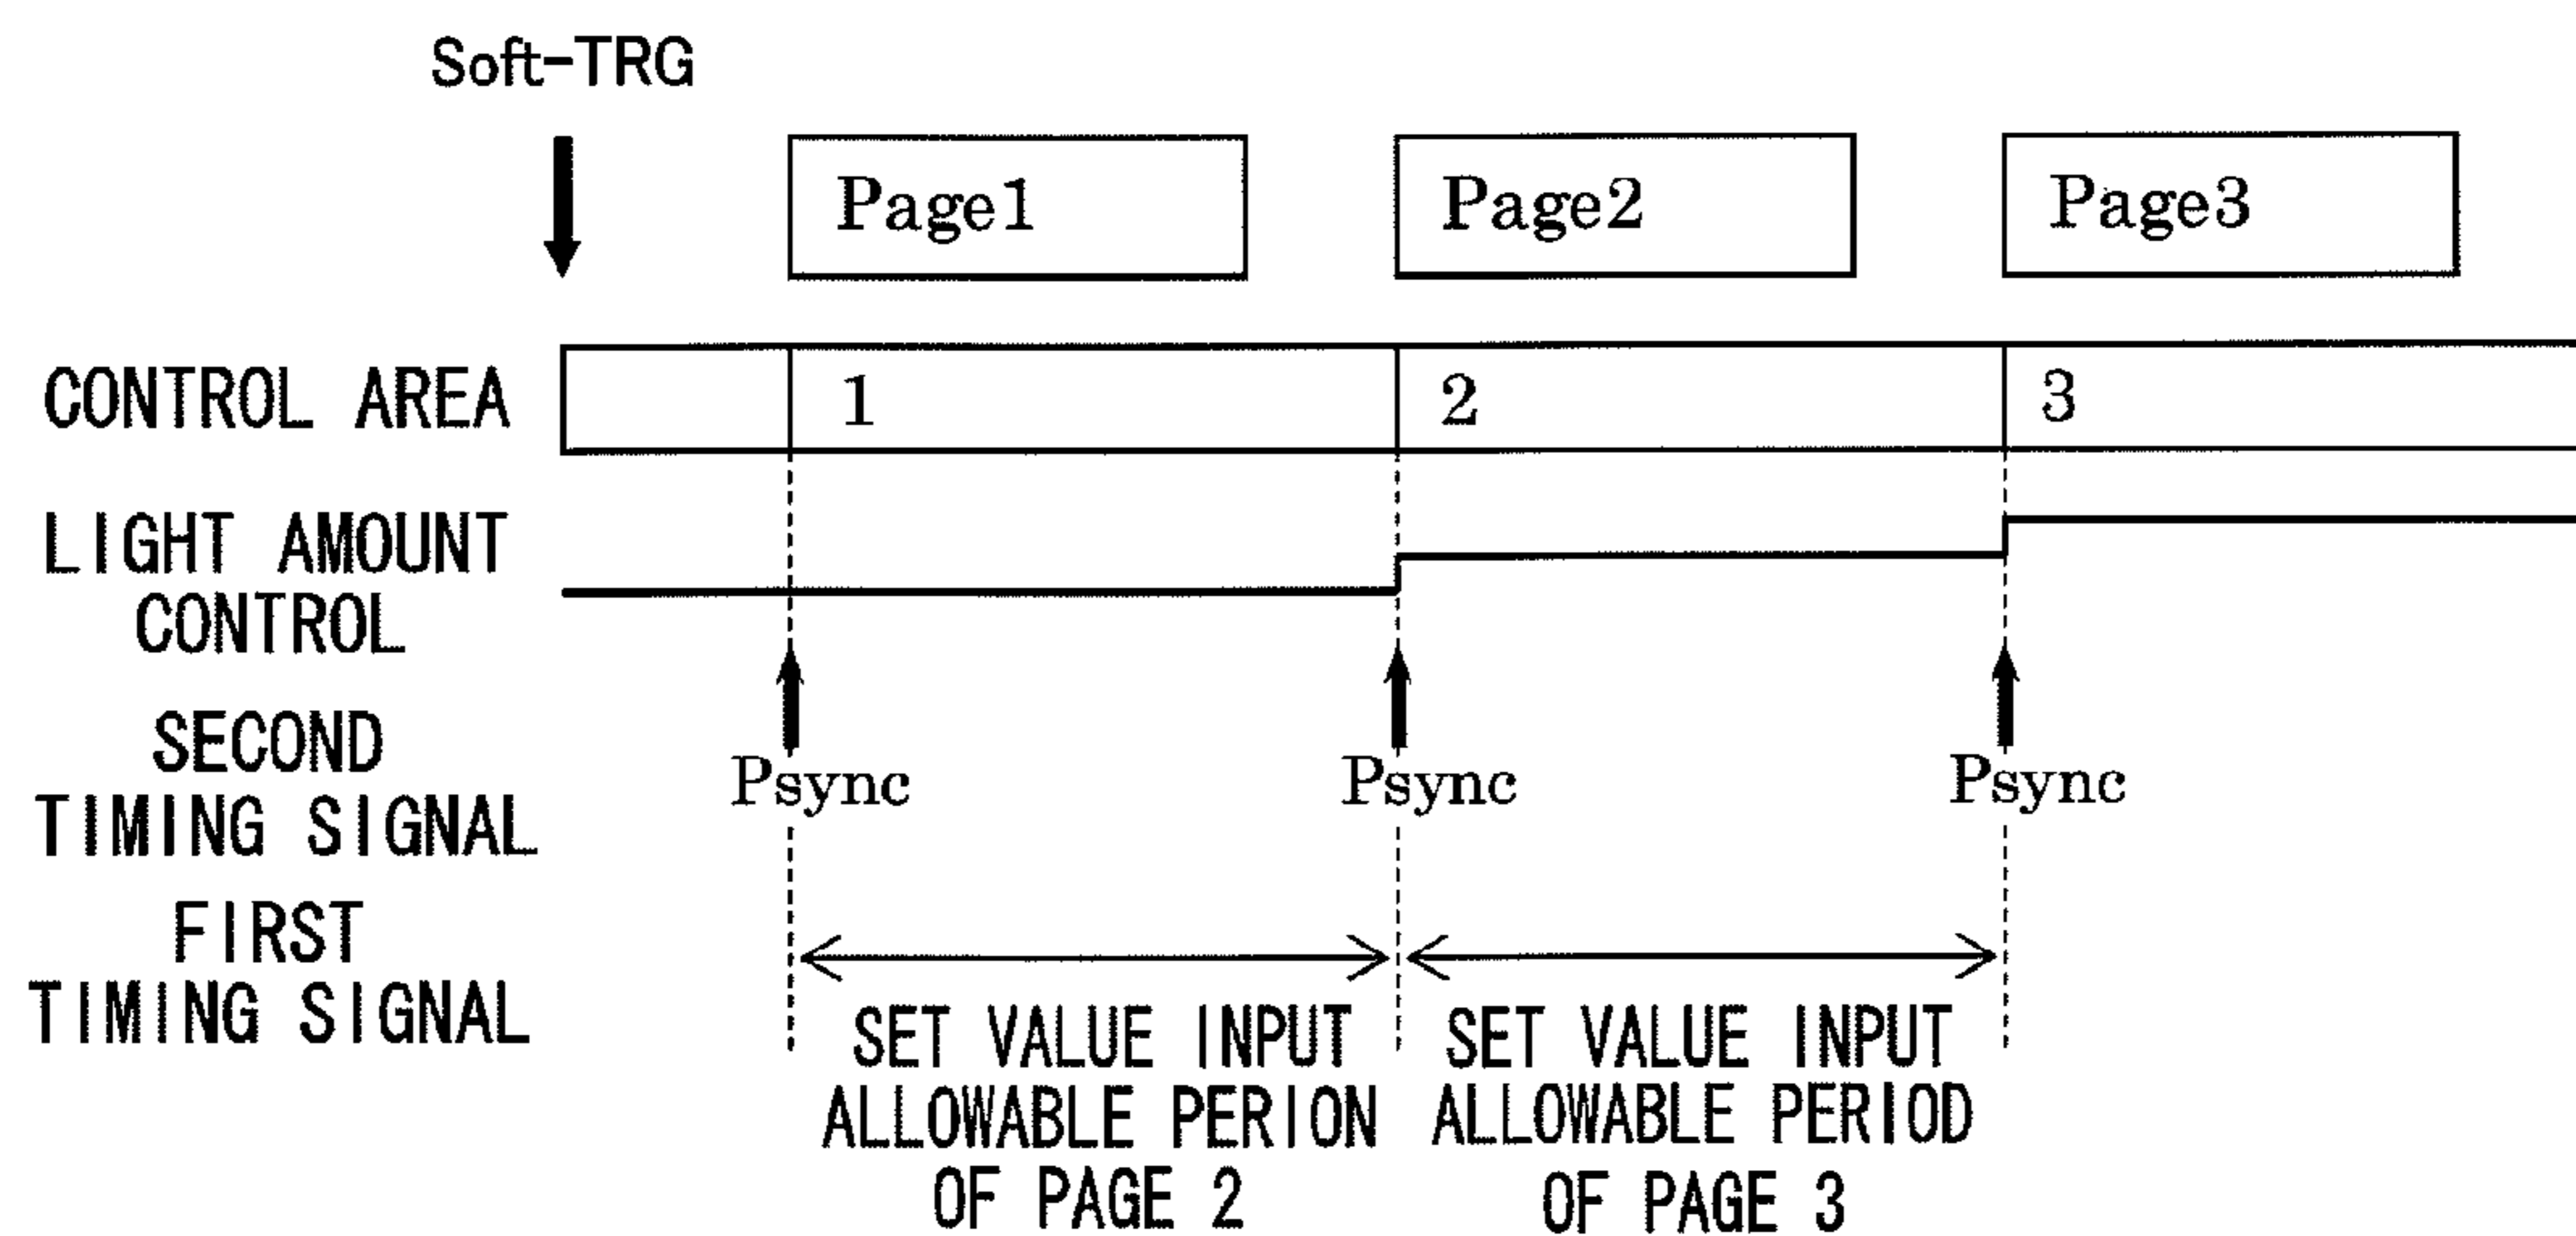 Soft-TRG
Page1
Page2
Page3
CONTROL AREA
1
2
3
LIGHT AMOUNT
CONTROL
SECOND
TIMING SIGNAL
Psync
Psync
Psync
FIRST
TIMING SIGNAL
SET VALUE INPUT
ALLOWABLE PERION
OF PAGE 2
SET VALUE INPUT
ALLOWABLE PERIOD
OF PAGE 3